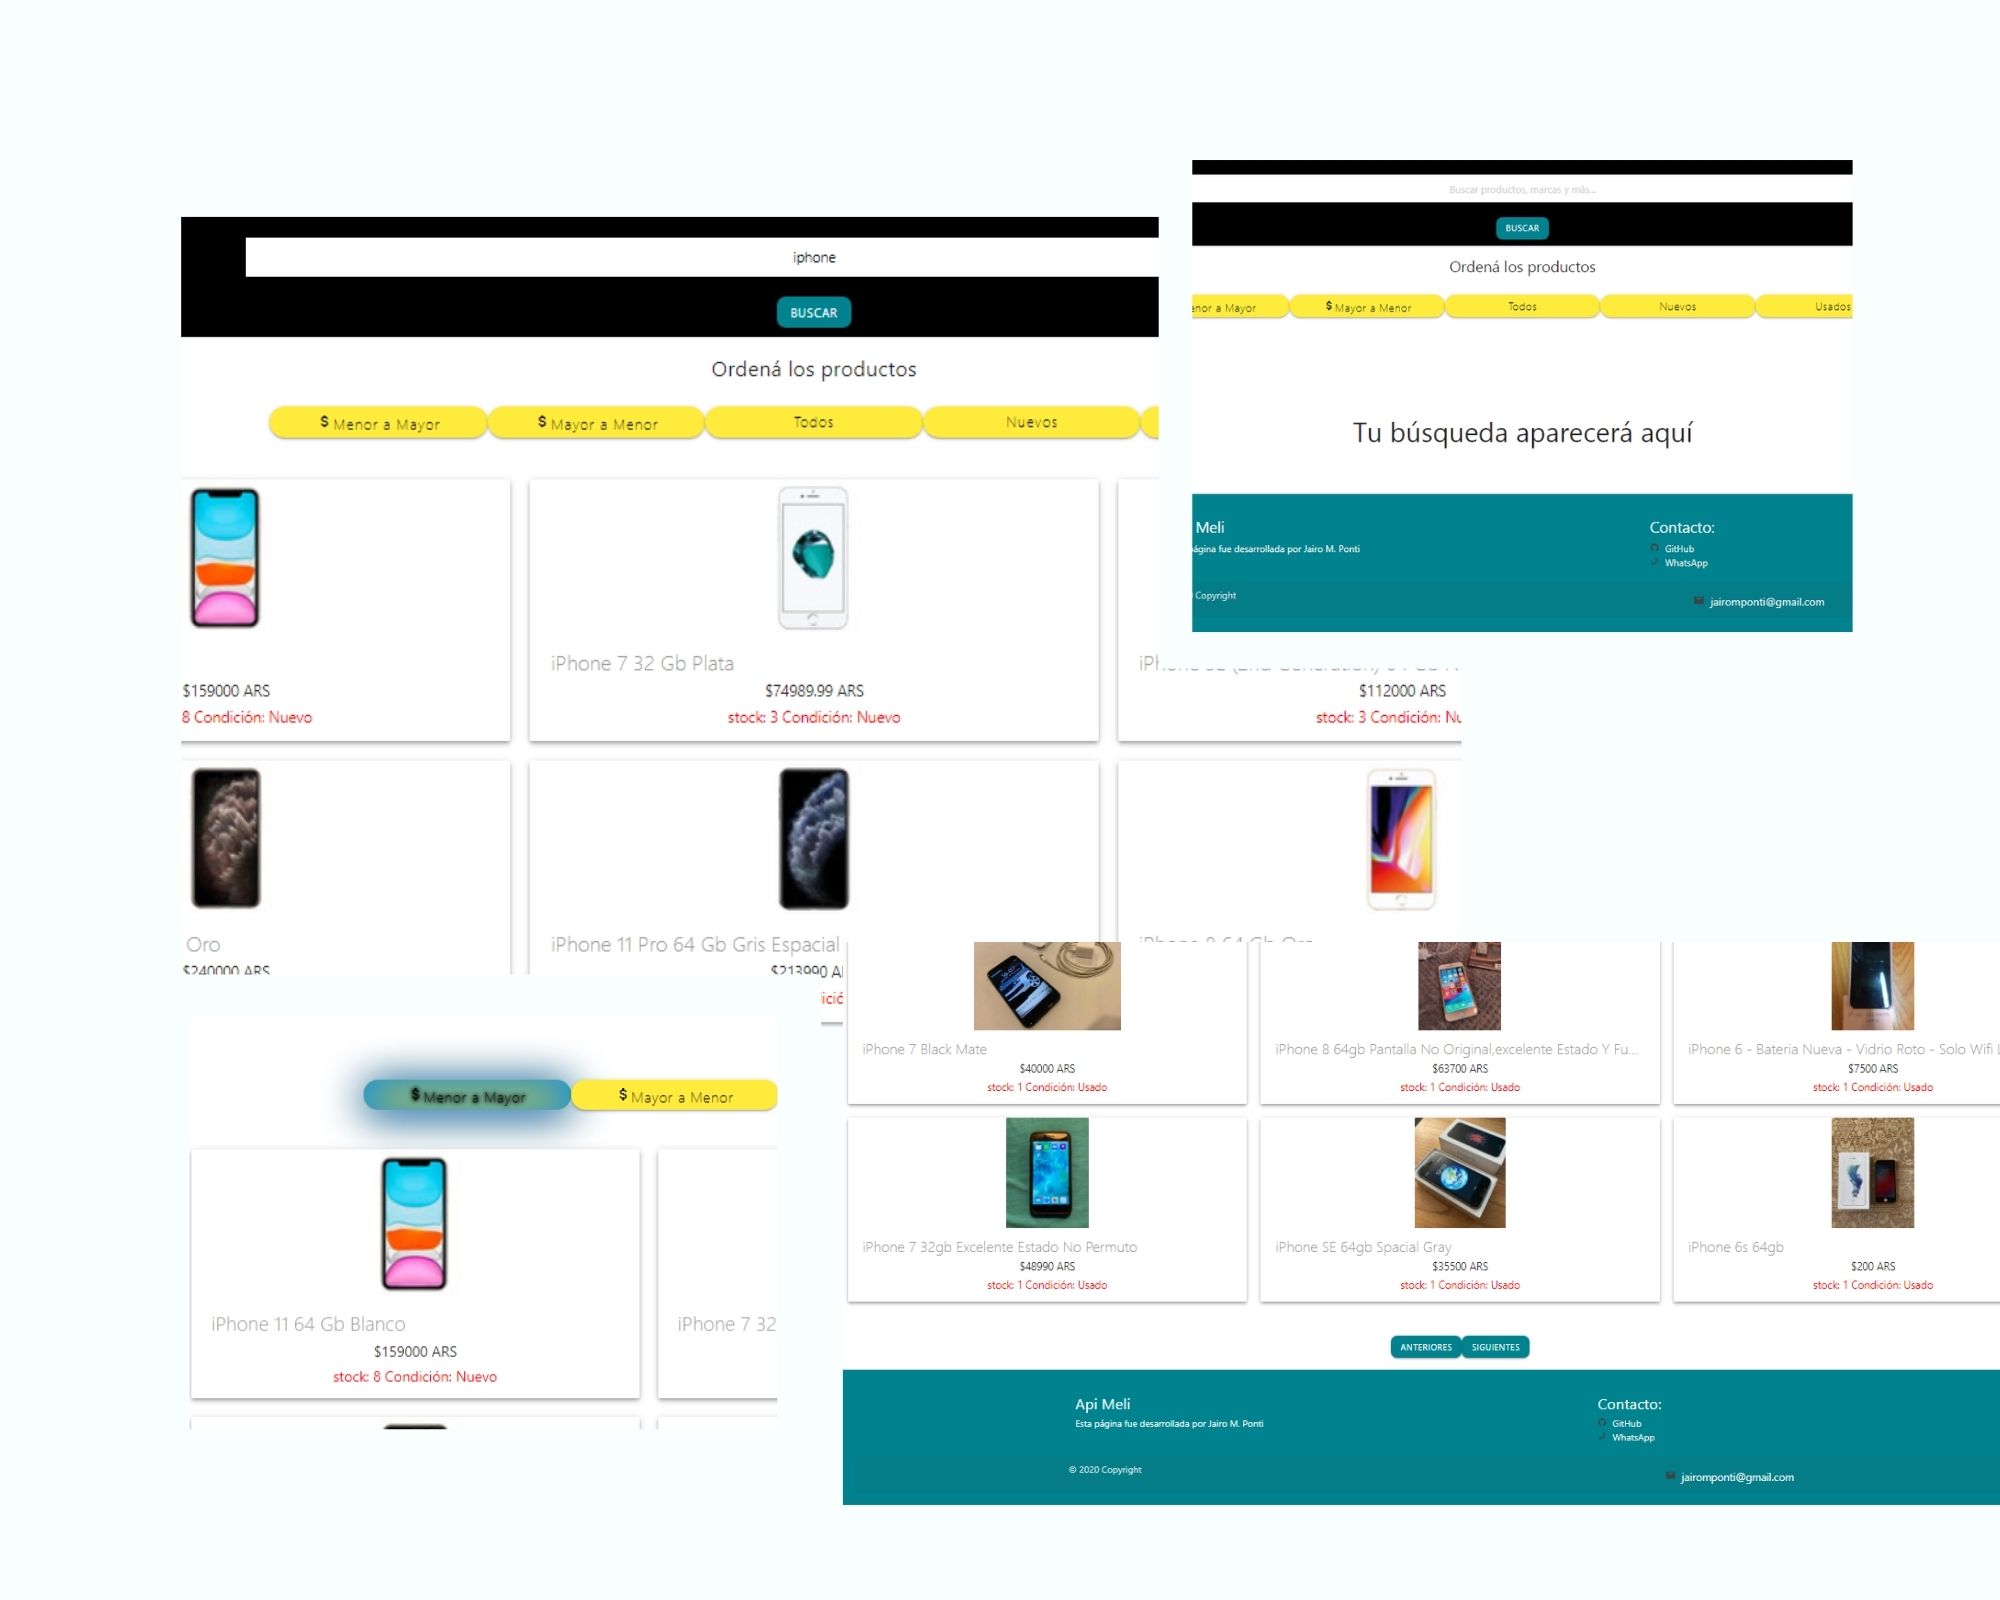 Buscar productos, marcas y más...
BUSCAR
Ordená los productos
enor a Mayor
$ Mayor a Menor
Todos
Nuevos
Usados
Tu búsqueda aparecerá aquí
Meli
Contacto:
ágina fue desarrollada por Jairo M. Ponti
GitHub
WhatsApp
Copyright
jairomponti@gmail.com
iphone
BUSCAR
Ordená los productos
$ Menor a Mayor
$ Mayor a Menor
Todos
Nuevos
iPhone 7 32 Gb Plata
$159000 ARS
$74989.99 ARS
$112000 ARS
8 Condición: Nuevo
stock: 3 Condición: Nuevo
stock: 3 Condición: Nu
Oro
iPhone 11 Pro 64 Gb Gris Espacial
iPhone 8 64 Gb Oro
$240000 ARS
$213990 A
$ Menor a Mayor
$ Mayor a Menor
iPhone 11 64 Gb Blanco
iPhone 7 32
$159000 ARS
stock: 8 Condición: Nuevo
iPhone 7 Black Mate
iPhone 8 64gb Pantalla No Original,excelente Estado Y Fu...
iPhone 6 - Bateria Nueva - Vidrio Roto - Solo Wifi L
$40000 ARS
$63700 ARS
$7500 ARS
stock: 1 Condición: Usado
stock: 1 Condición: Usado
stock: 1 Condición: Usado
iPhone 7 32gb Excelente Estado No Permuto
iPhone SE 64gb Spacial Gray
iPhone 6s 64gb
$48990 ARS
$35500 ARS
$200 ARS
stock: 1 Condición: Usado
stock: 1 Condición: Usado
stock: 1 Condición: Usado
ANTERIORES
SIGUIENTES
Api Meli
Contacto:
Esta página fue desarrollada por Jairo M. Ponti
GitHub
WhatsApp
© 2020 Copyright
jairomponti@gmail.com